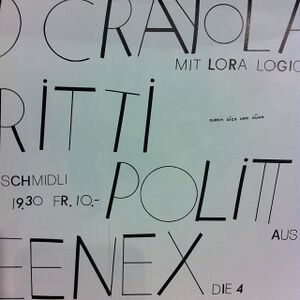 D CRAYOLA
MIT LORA LOGIC
RITTI
DURCH DICK UND DÜNN
SCHMIDLI
19.30 FR. 10.-
POLITT
AUS
EENEX
DIE 4